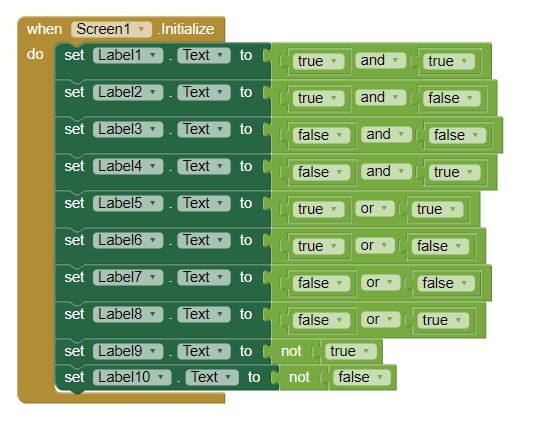 when Screen1 .Initialize
do set Label1 . Text to true and true
set Label2 . Text to true and false
set Label3 . Text to false and false
set Label4 . Text to false and true
set Label5 . Text to true or true
set Label6 . Text to true or false
set Label7 . Text to false or false
set Label8 . Text to false or true
set Label9 . Text to not true
set Label10 . Text to not false